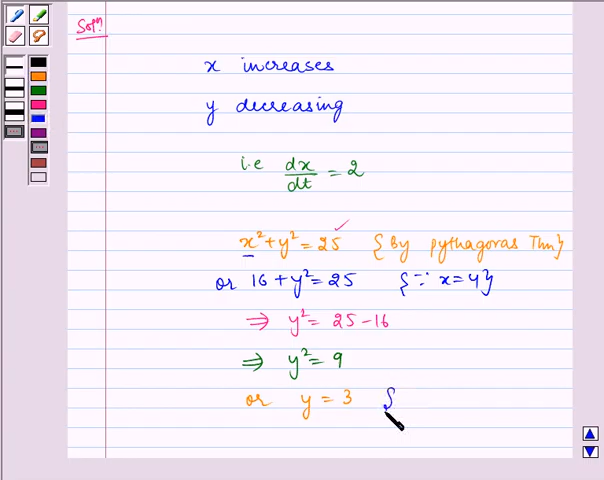 Solⁿ
x increases
y decreasing
i.e dx/dt = 2
x² + y² = 25 ✓ {By pythagoras Thm}
or 16 + y² = 25 {∵ x = 4}
⇒ y² = 25 - 16
⇒ y² = 9
or y = 3 {